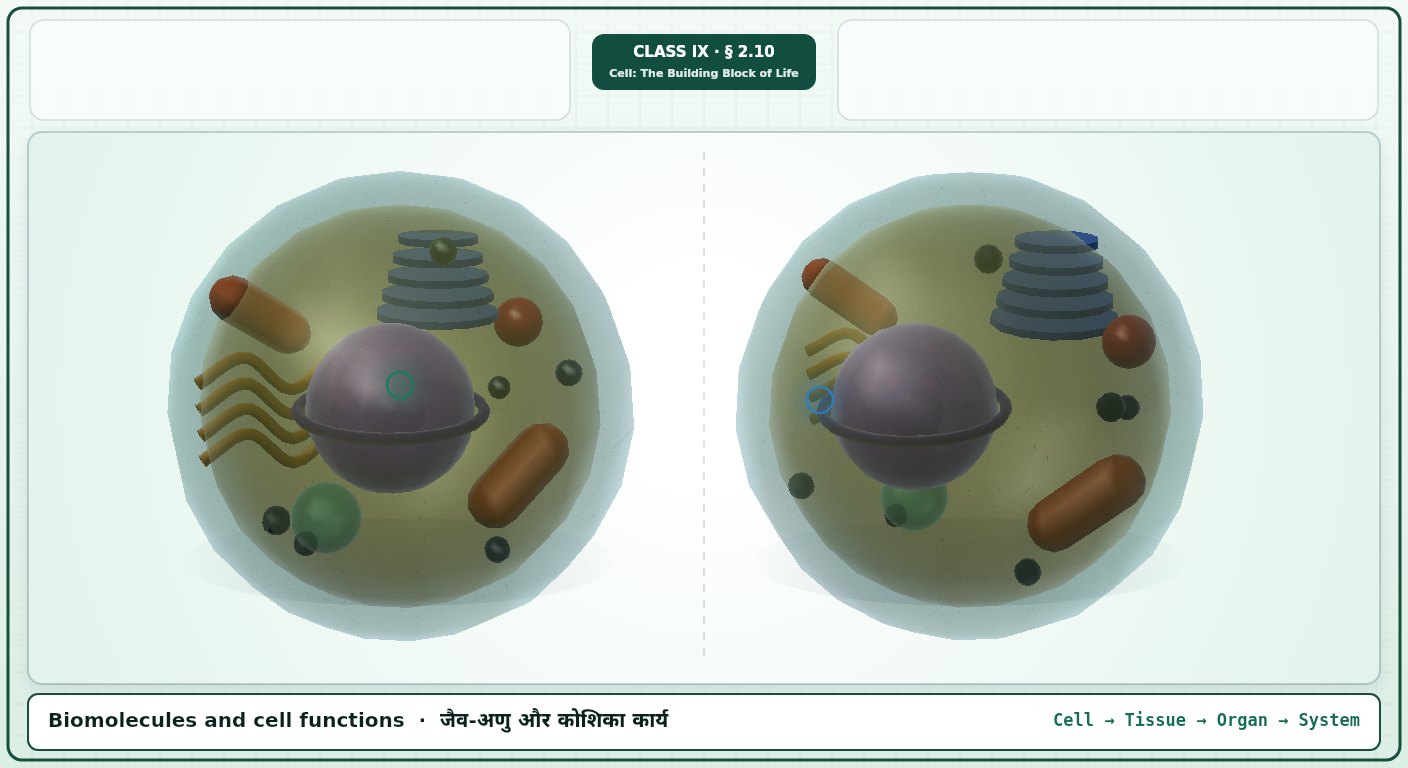 CLASS IX · § 2.10
Cell: The Building Block of Life
Biomolecules and cell functions · जैव-अणु और कोशिका कार्य
Cell → Tissue → Organ → System